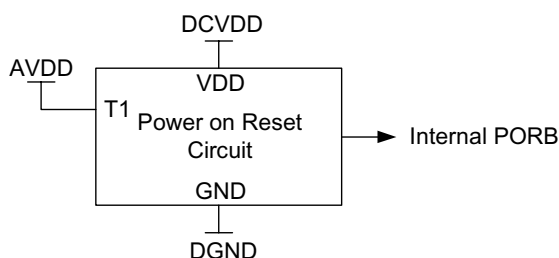 DCVDD
AVDD
VDD
T1
Power on Reset
Circuit
Internal PORB
GND
DGND